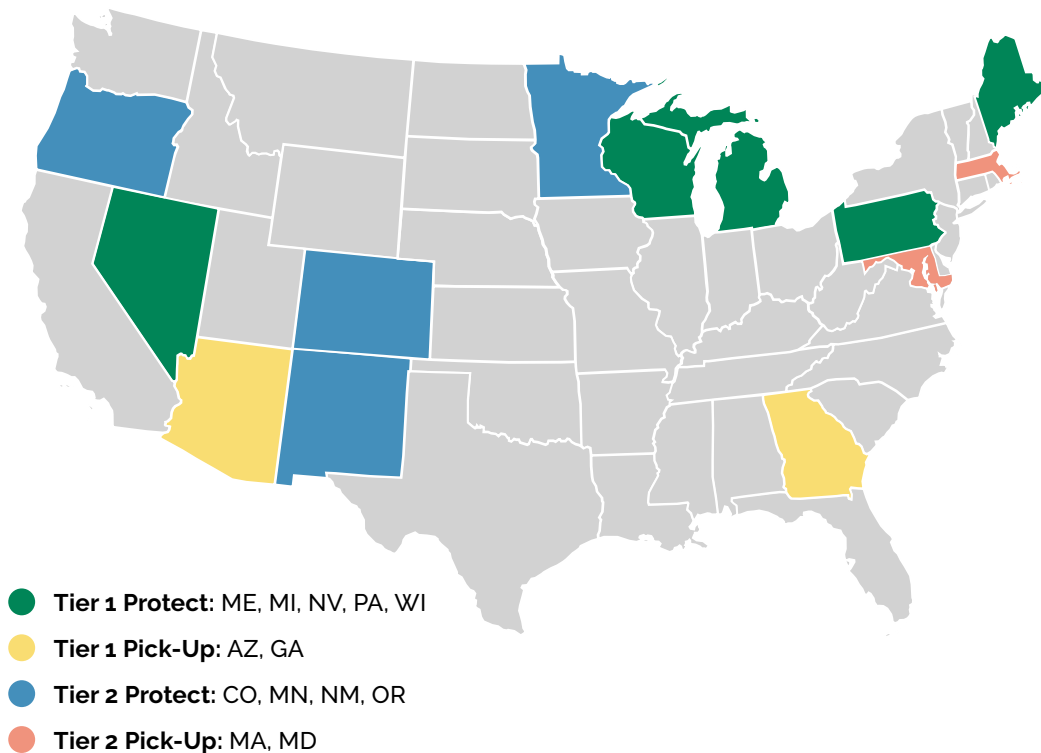 Tier 1 Protect: ME, MI, NV, PA, WI
Tier 1 Pick-Up: AZ, GA
Tier 2 Protect: CO, MN, NM, OR
Tier 2 Pick-Up: MA, MD